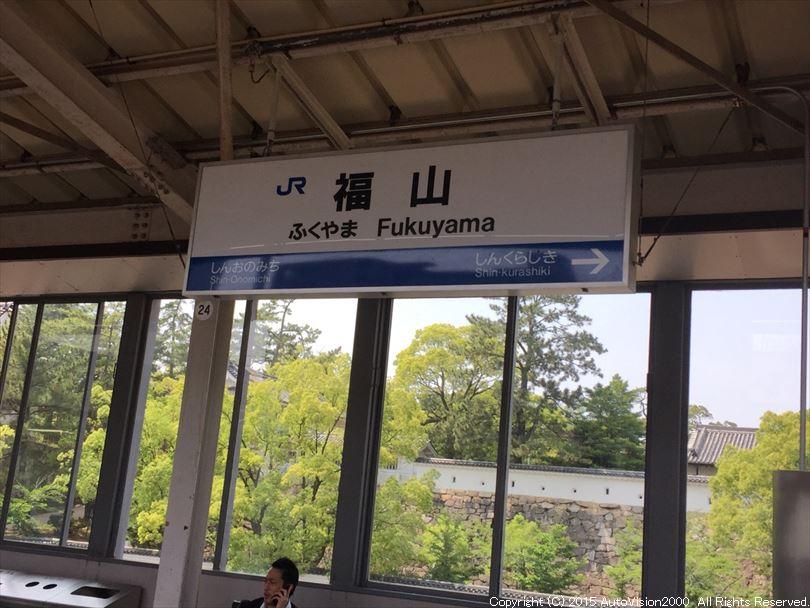 JR 福山
ふくやま Fukuyama
しんおのみち しんくらしき
Shin-Onomichi Shin-kurashiki
24
Copyright (C) 2015 AutoVision2000 All Rights Reserved